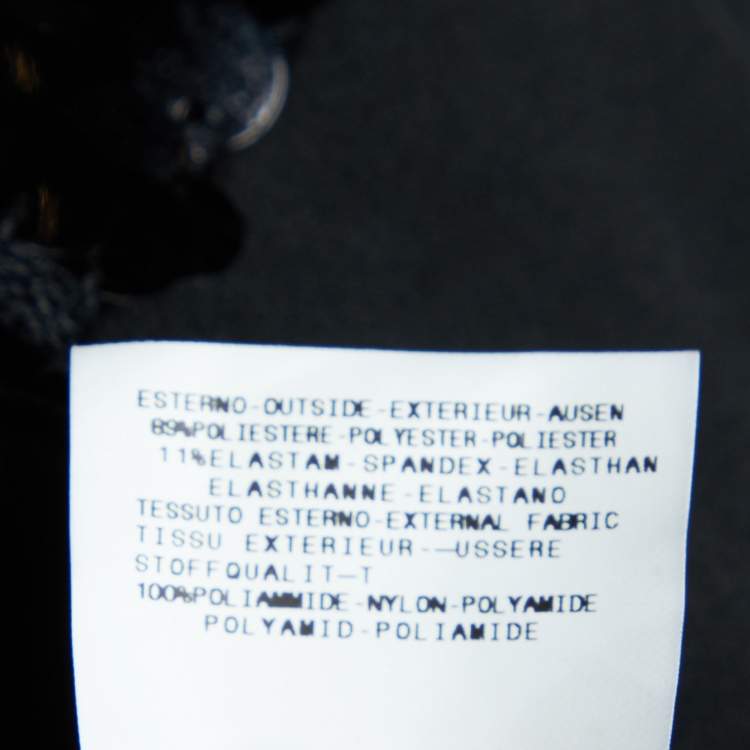 ESTERNO-OUTSIDE-EXTERIEUR-AUSEN
89%POLIESTERE-POLYESTER-POLIESTER
11%ELASTAM-SPANDEX-ELASTHAN
ELASTHANNE-ELASTANO
TESSUTO ESTERNO-EXTERNAL FABRIC
TISSU EXTERIEUR-—USSERE
STOFFQUALIT—T
100%POLIAMMIDE-NYLON-POLYAMIDE
POLYAMID-POLIAMIDE